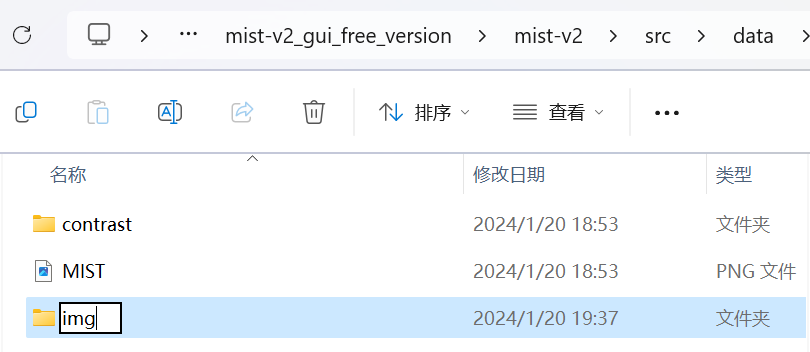 mist-v2_gui_free_version mist-v2 src data
排序 查看
名称 修改日期 类型
contrast 2024/1/20 18:53 文件夹
MIST 2024/1/20 18:53 PNG 文件
img 2024/1/20 19:37 文件夹